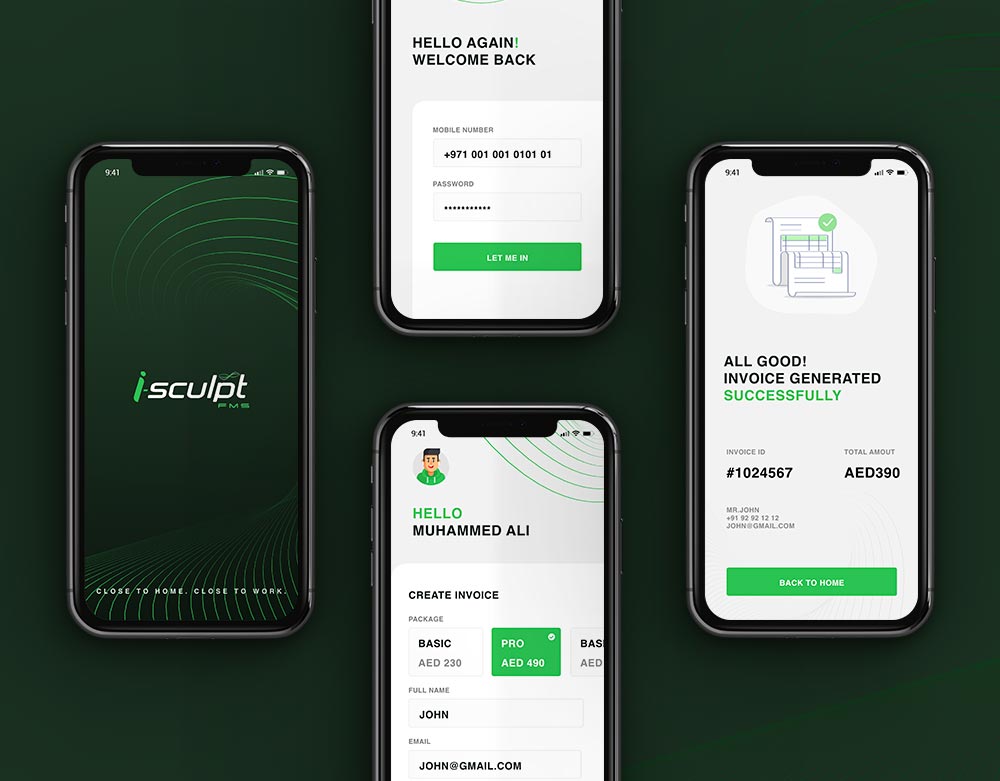 9:41
i-sculpt
FMS
CLOSE TO HOME. CLOSE TO WORK.
HELLO AGAIN!
WELCOME BACK
MOBILE NUMBER
+971 001 001 0101 01
PASSWORD
***********
LET ME IN
9:41
HELLO
MUHAMMED ALI
CREATE INVOICE
PACKAGE
BASIC
AED 230
PRO
AED 490
BASI
AED
FULL NAME
JOHN
EMAIL
JOHN@GMAIL.COM
9:41
ALL GOOD!
INVOICE GENERATED
SUCCESSFULLY
INVOICE ID
#1024567
TOTAL AMOUT
AED390
MR.JOHN
+91 92 92 12 12
JOHN@GMAIL.COM
BACK TO HOME